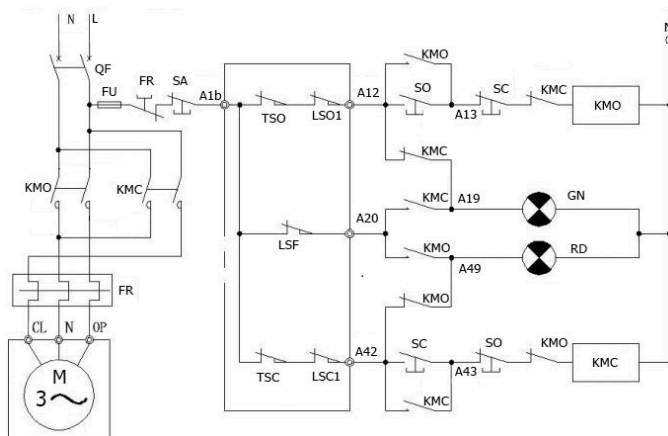 N L
N
KMO
QF
FU FR SA
A1b A12 SO SC KMC
KMO
TSO LSO1 A13
KMC
KMO KMC
KMC A19 GN
A20
LSF
KMO RD
A49
FR
KMO
CL N OP
A42 SC SO KMO
KMC
M
TSC LSC1 A43
3
KMC